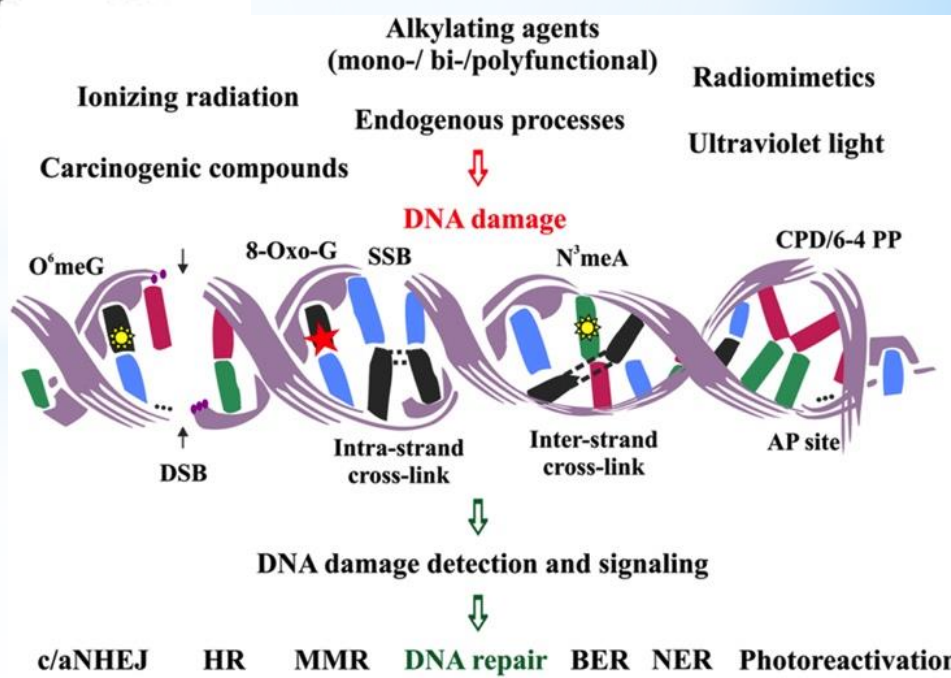 Alkylating agents
(mono-/ bi-/polyfunctional)
Radiomimetics
Ionizing radiation
Endogenous processes
Ultraviolet light
Carcinogenic compounds
DNA damage
O⁶meG
8-Oxo-G
SSB
N³meA
CPD/6-4 PP
DSB
Intra-strand
cross-link
Inter-strand
cross-link
AP site
DNA damage detection and signaling
c/aNHEJ HR MMR DNA repair BER NER Photoreactivation